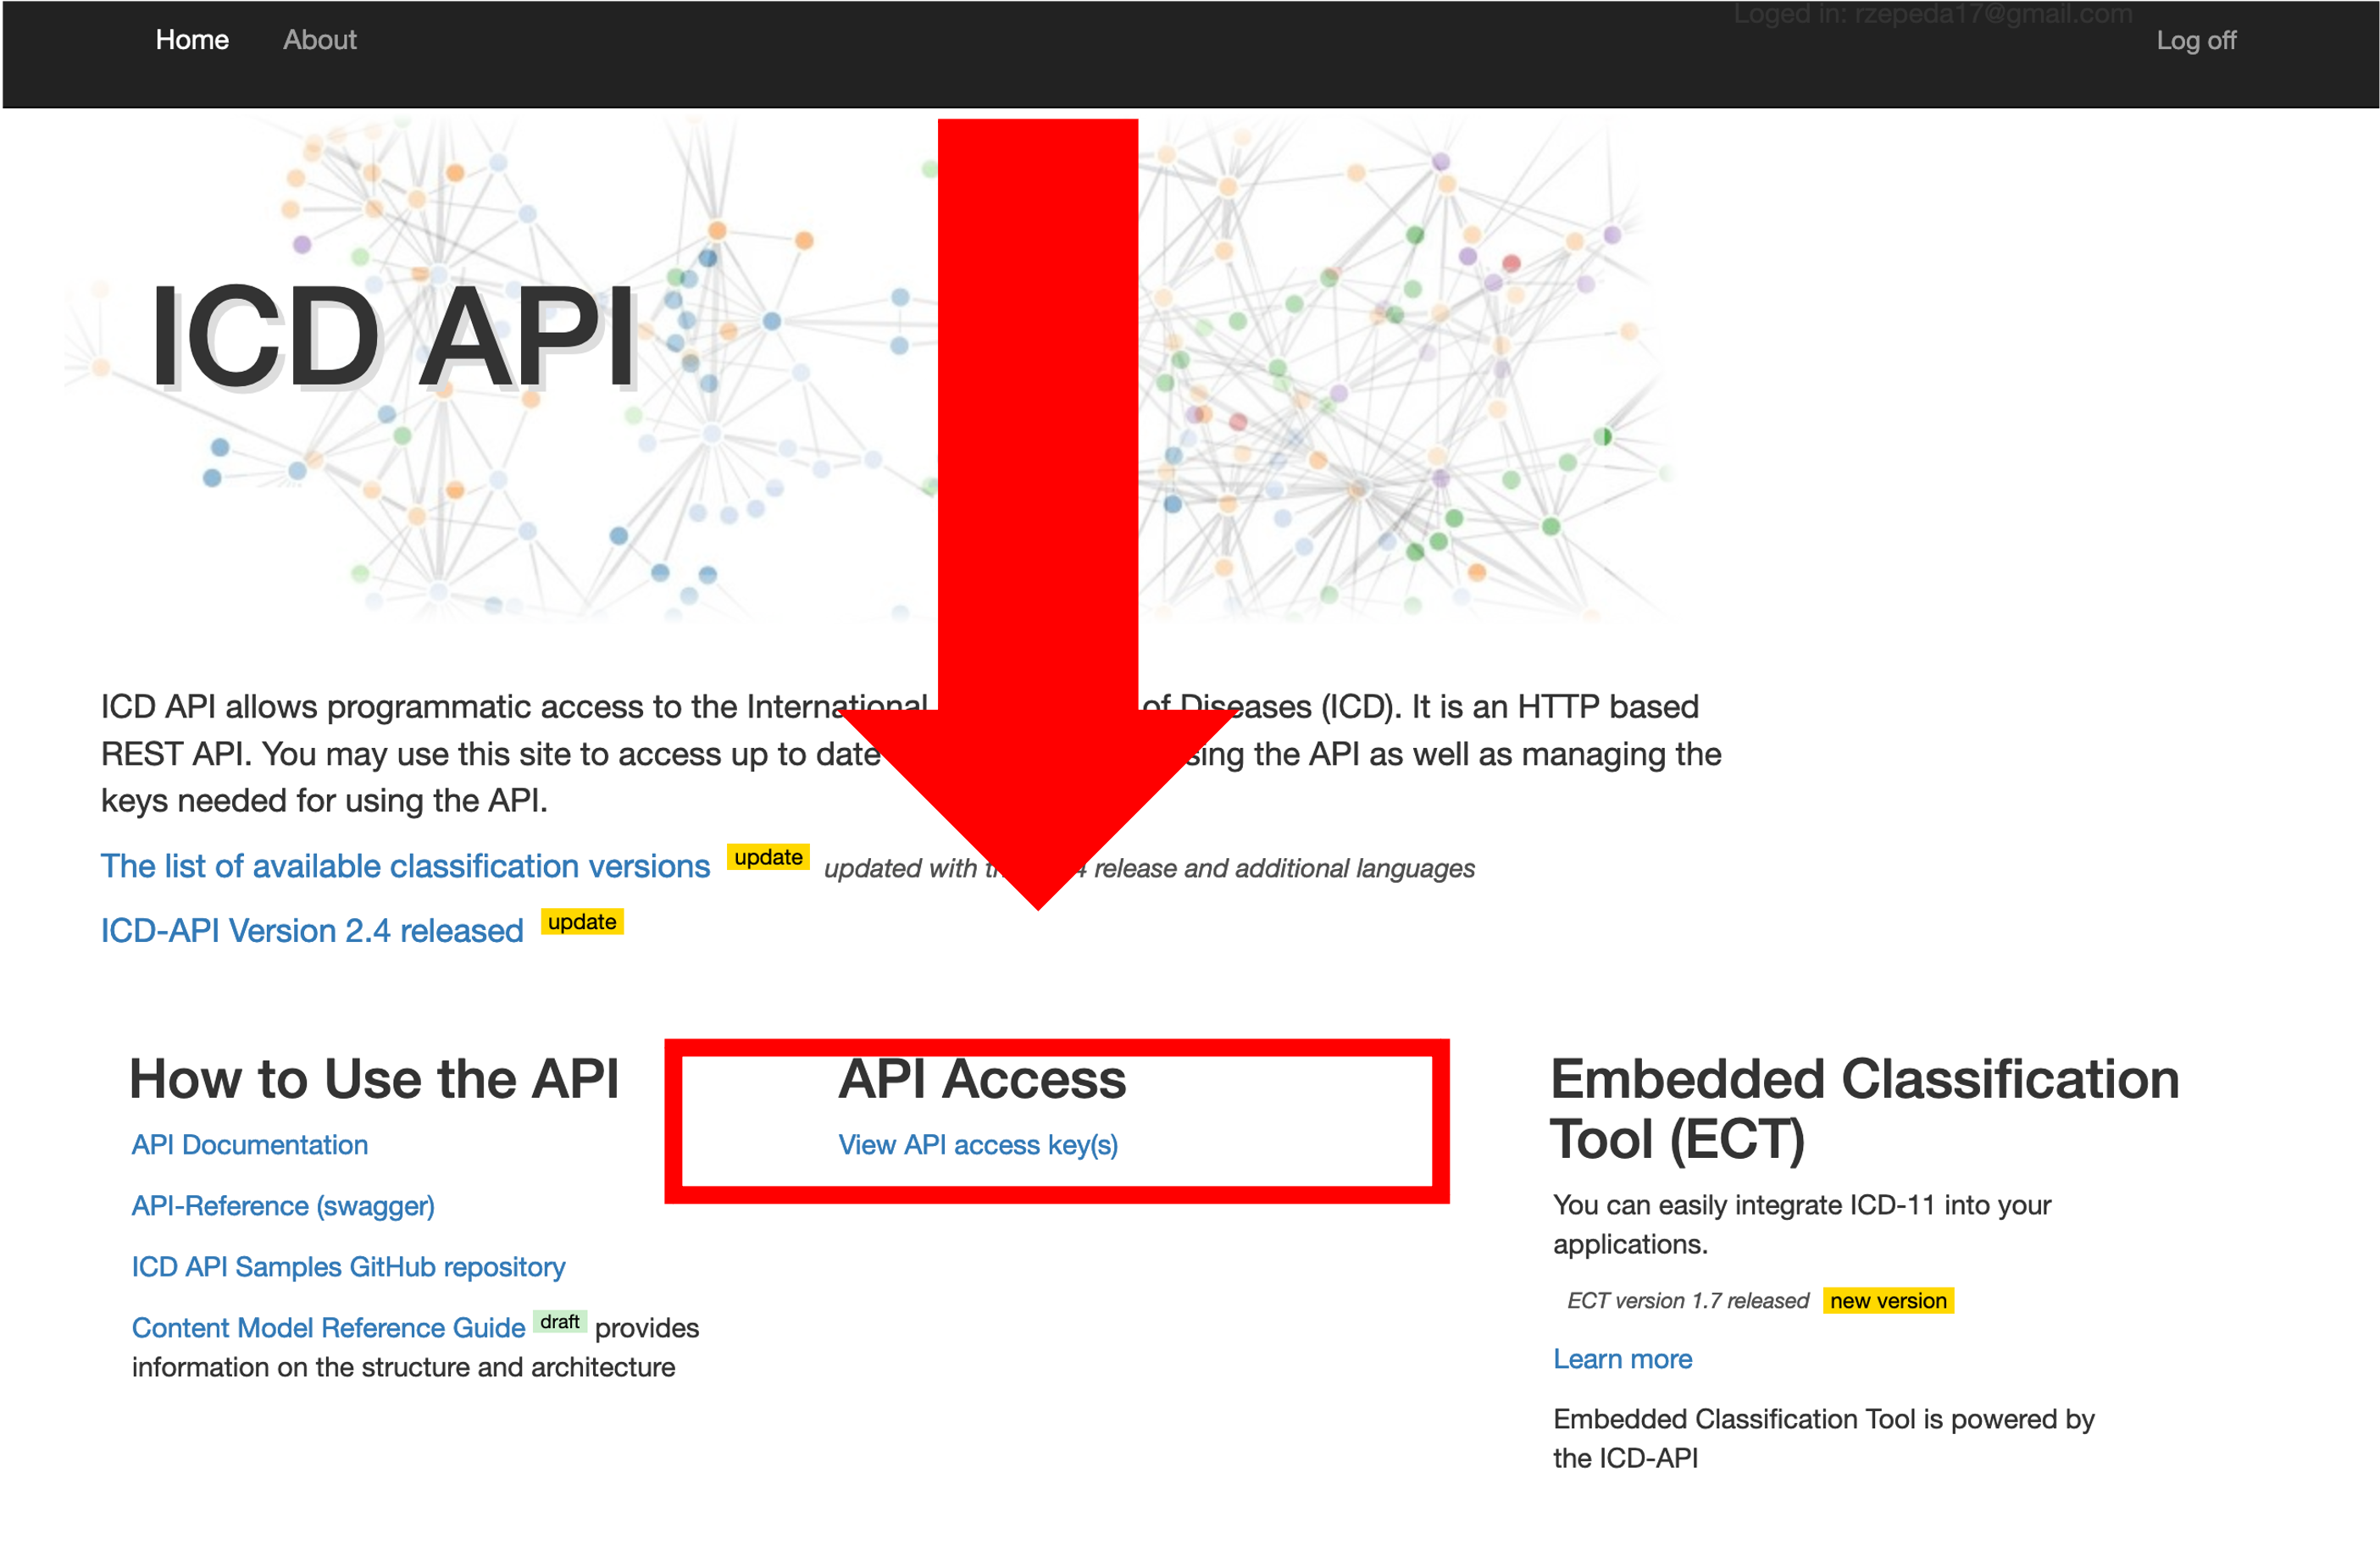 Loged in: rzepeda17@gmail.com
Home About Log off
ICD API
ICD API allows programmatic access to the International of Diseases (ICD). It is an HTTP based
REST API. You may use this site to access up to date the API as well as managing the
keys needed for using the API.
The list of available classification versions update updated with release and additional languages
ICD-API Version 2.4 released update
How to Use the API
API Documentation
API-Reference (swagger)
ICD API Samples GitHub repository
Content Model Reference Guide draft provides
information on the structure and architecture
API Access
View API access key(s)
Embedded Classification
Tool (ECT)
You can easily integrate ICD-11 into your
applications.
ECT version 1.7 released new version
Learn more
Embedded Classification Tool is powered by
the ICD-API